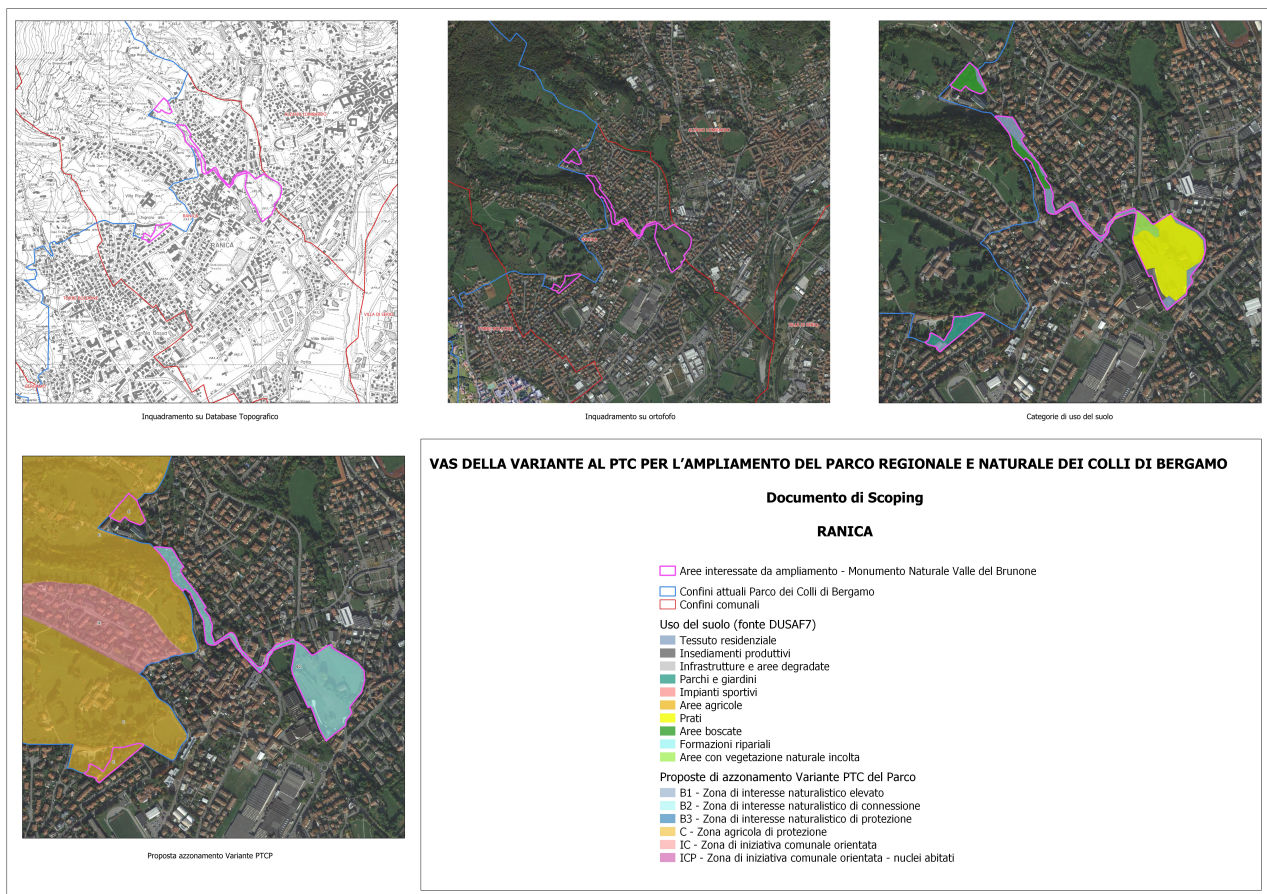 RANICA
Inquadramento su Database Topografico
Inquadramento su ortofofo
Categorie di uso del suolo
Proposta azzonamento Variante PTCP
VAS DELLA VARIANTE AL PTC PER L'AMPLIAMENTO DEL PARCO REGIONALE E NATURALE DEI COLLI DI BERGAMO
Documento di Scoping
RANICA
Aree interessate da ampliamento - Monumento Naturale Valle del Brunone
Confini attuali Parco dei Colli di Bergamo
Confini comunali
Uso del suolo (fonte DUSAF7)
Tessuto residenziale
Insediamenti produttivi
Infrastrutture e aree degradate
Parchi e giardini
Impianti sportivi
Aree agricole
Prati
Aree boscate
Formazioni ripariali
Aree con vegetazione naturale incolta
Proposte di azzonamento Variante PTC del Parco
B1 - Zona di interesse naturalistico elevato
B2 - Zona di interesse naturalistico di connessione
B3 - Zona di interesse naturalistico di protezione
C - Zona agricola di protezione
IC - Zona di iniziativa comunale orientata
ICP - Zona di iniziativa comunale orientata - nuclei abitati